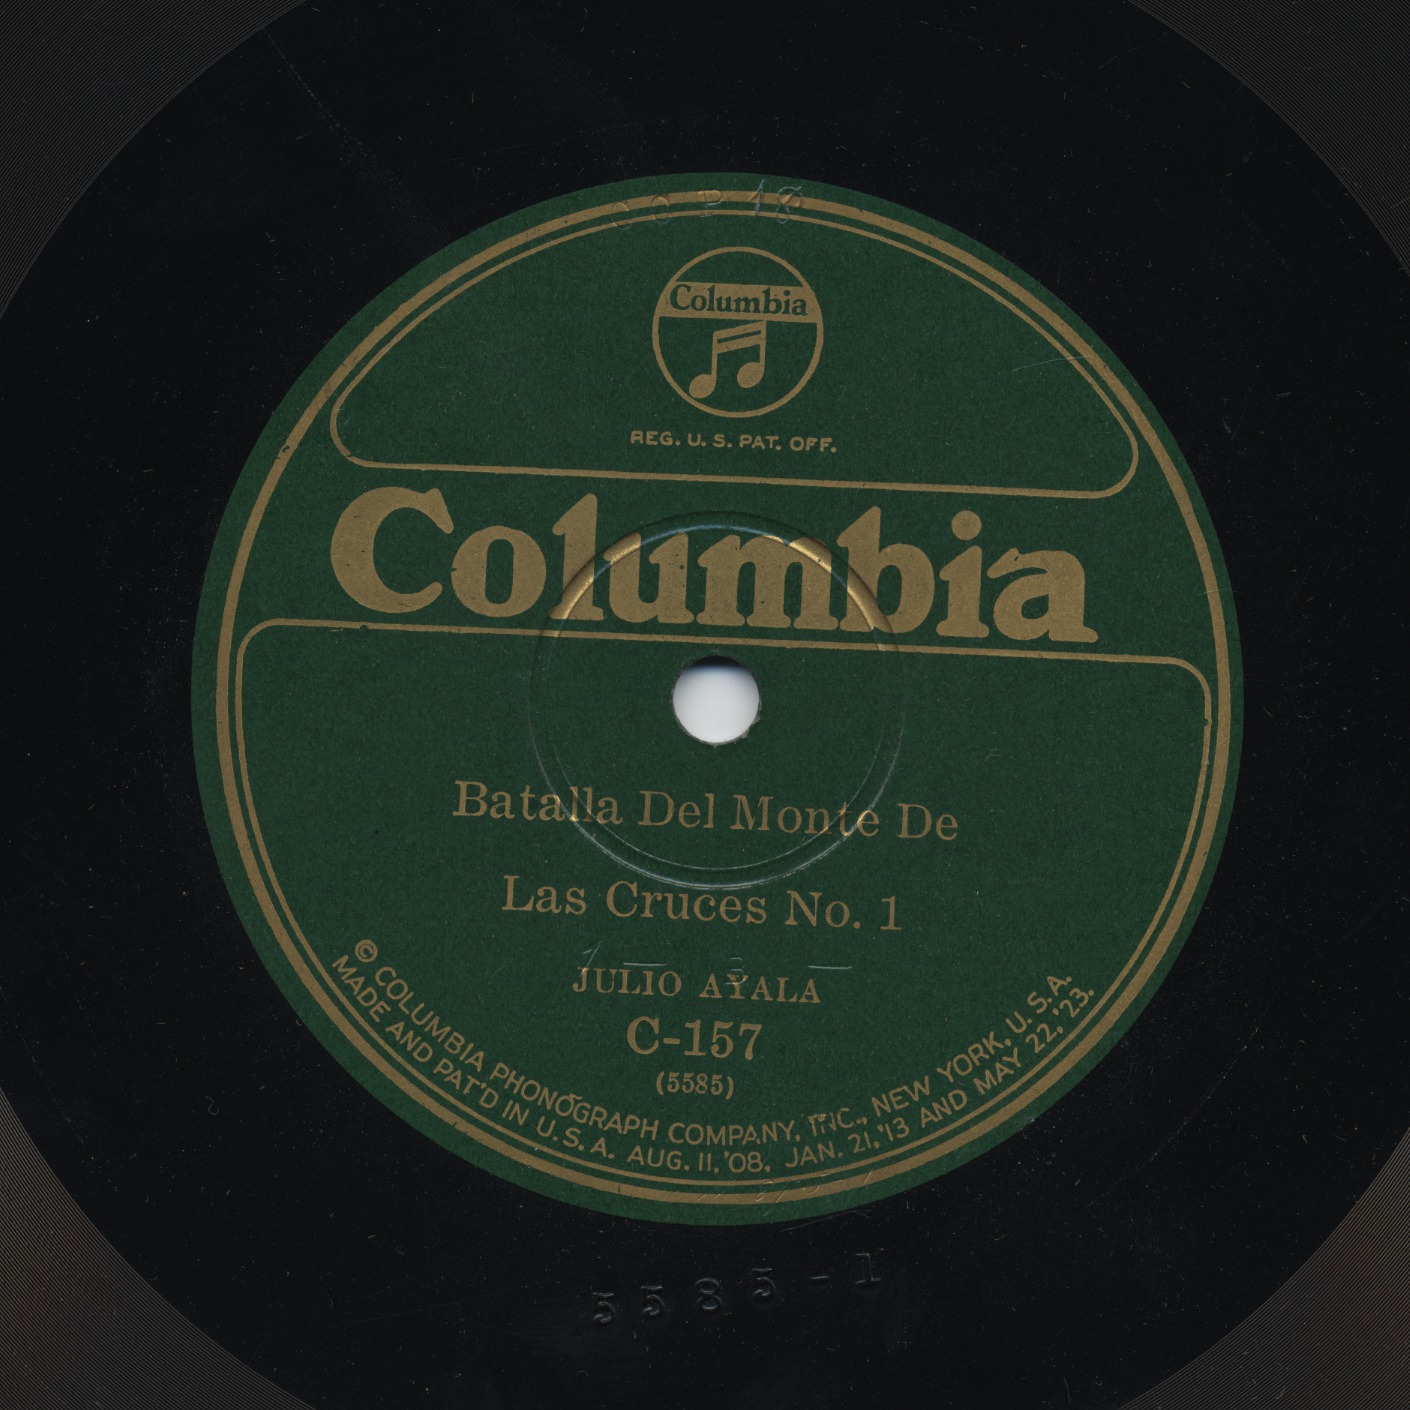 Columbia
REG. U. S. PAT. OFF.
Columbia
Batalla Del Monte De
Las Cruces No. 1
1 — 3 —
JULIO AYALA
C-157
(5585)
© COLUMBIA PHONOGRAPH COMPANY, INC., NEW YORK, U. S. A.
MADE AND PAT'D IN U. S. A. AUG. 11, '08, JAN. 21, '13 AND MAY 22, '23.
5585-1